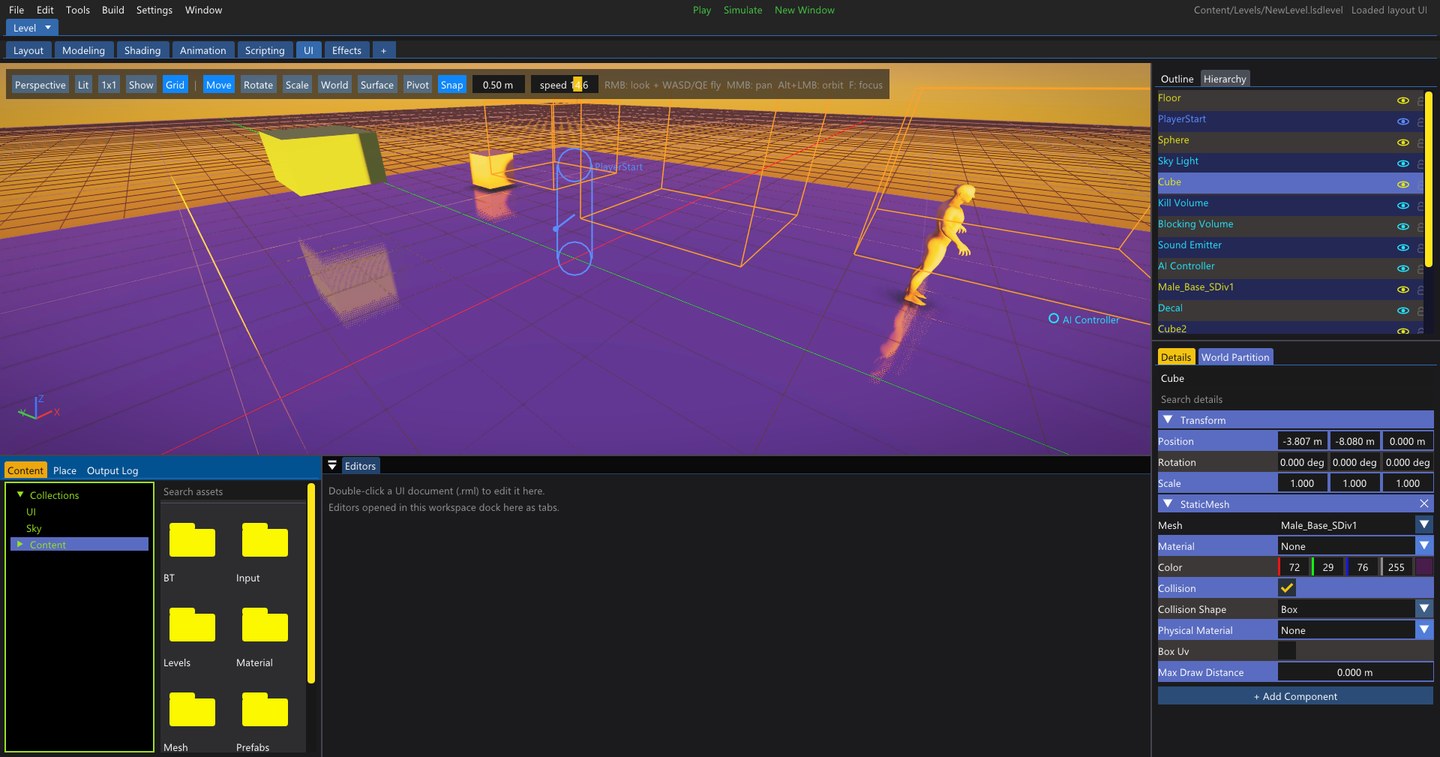 File Edit Tools Build Settings Window Play Simulate New Window Content/Levels/NewLevel.lsdlevel Loaded layout UI
Level
Layout Modeling Shading Animation Scripting UI Effects +
Perspective Lit 1x1 Show Grid | Move Rotate Scale World Surface Pivot Snap 0.50 m speed 14.6 RMB: look + WASD/QE fly MMB: pan Alt+LMB: orbit F: focus
PlayerStart
AI Controller
Z
X
Y
Outline Hierarchy
Floor
PlayerStart
Sphere
Sky Light
Cube
Kill Volume
Blocking Volume
Sound Emitter
AI Controller
Male_Base_SDiv1
Decal
Cube2
Details World Partition
Cube
Search details
Transform
Position -3.807 m -8.080 m 0.000 m
Rotation 0.000 deg 0.000 deg 0.000 deg
Scale 1.000 1.000 1.000
StaticMesh
Mesh Male_Base_SDiv1
Material None
Color 72 29 76 255
Collision
Collision Shape Box
Physical Material None
Box Uv
Max Draw Distance 0.000 m
+ Add Component
Content Place Output Log
Collections
UI
Sky
Content
Search assets
BT Input
Levels Material
Mesh Prefabs
Editors
Double-click a UI document (.rml) to edit it here.
Editors opened in this workspace dock here as tabs.